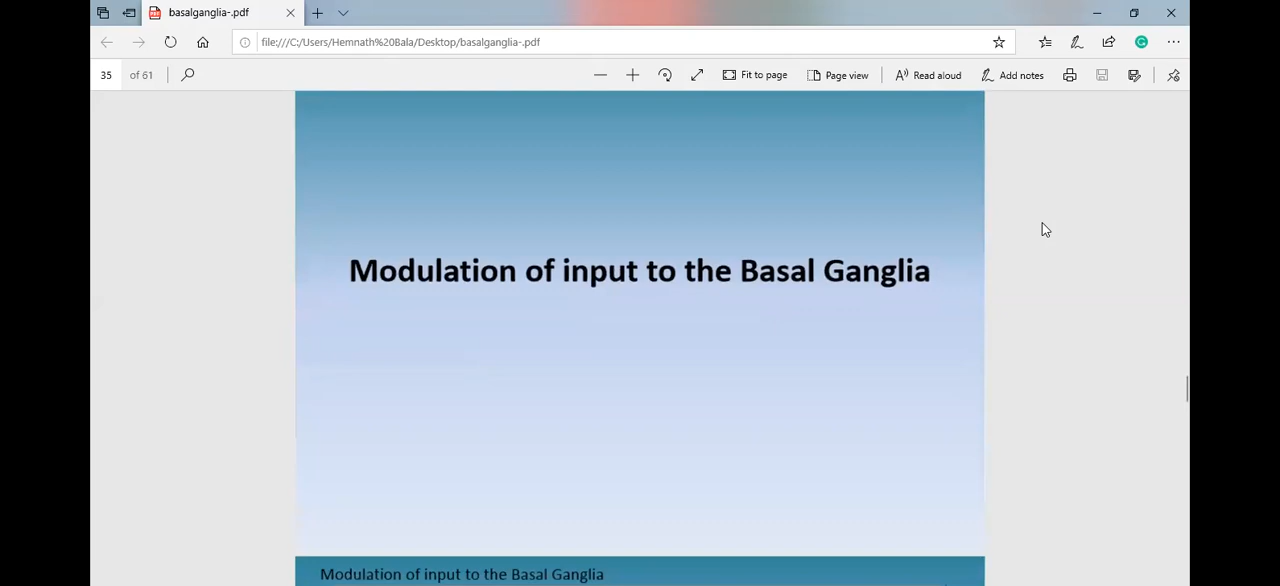 basalganglia-.pdf
file:///C:/Users/Hemnath%20Bala/Desktop/basalganglia-.pdf
35 of 61 Fit to page Page view Read aloud Add notes
Modulation of input to the Basal Ganglia
Modulation of input to the Basal Ganglia